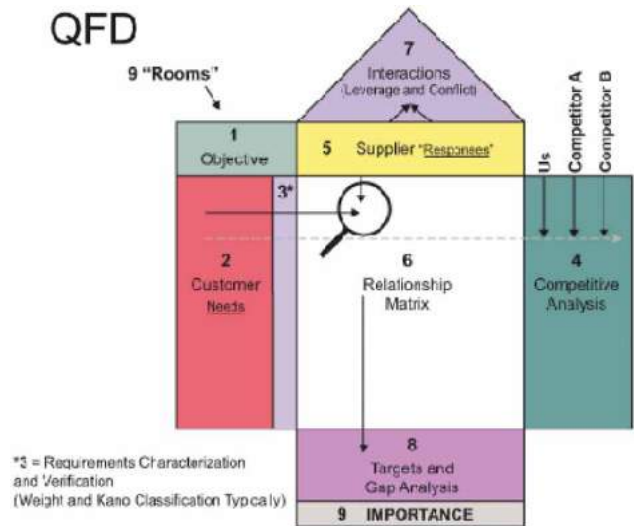 QFD
9 "Rooms"
7
Interactions
(Leverage and Conflict)
1
Objective
5 Supplier "Responses"
Us
Competitor A
Competitor B
3*
2
Customer
Needs
6
Relationship
Matrix
4
Competitive
Analysis
*3 = Requirements Characterization
and Verification
(Weight and Kano Classification Typically)
8
Targets and
Gap Analysis
9 IMPORTANCE